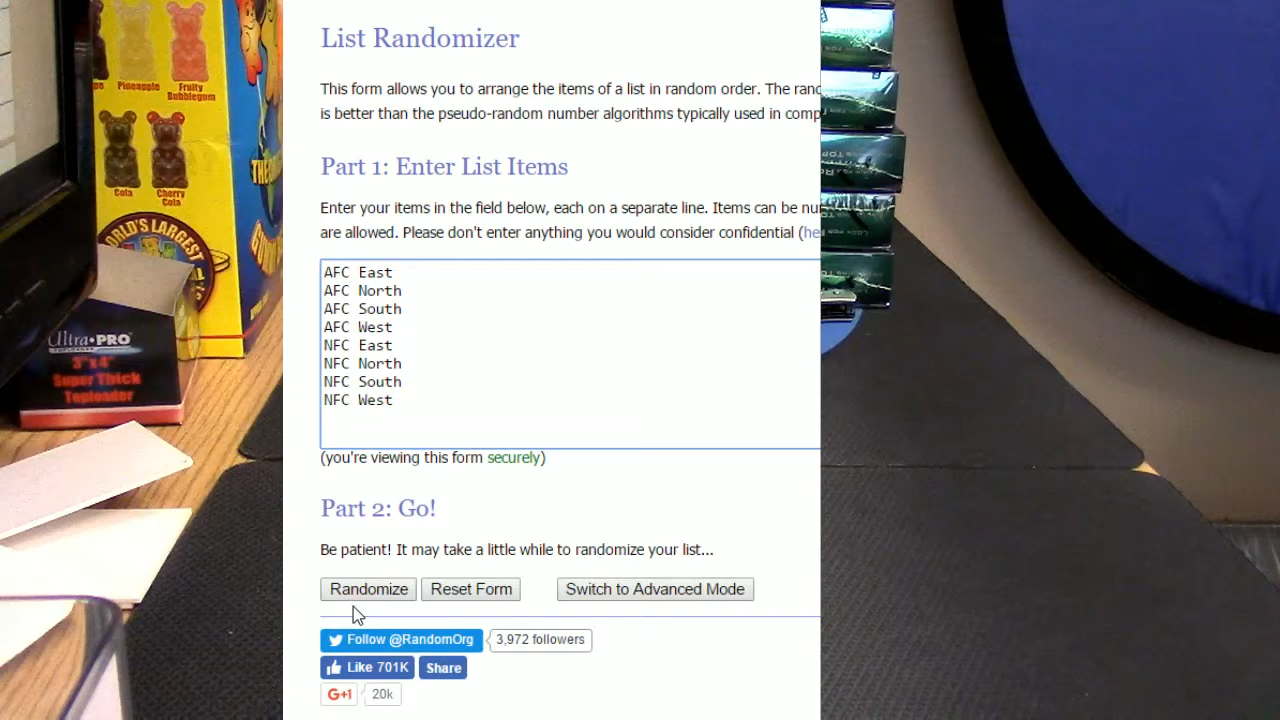 Pineapple
Fruity
Bubblegum
Cola
Cherry
Cola
WORLD'S LARGEST
Ultra•PRO
TOPLOADER
3"x4"
Super Thick
Toploader
List Randomizer
This form allows you to arrange the items of a list in random order. The
is better than the pseudo-random number algorithms typically used in
Part 1: Enter List Items
Enter your items in the field below, each on a separate line. Items can be
are allowed. Please don't enter anything you would consider confidential (
AFC East
AFC North
AFC South
AFC West
NFC East
NFC North
NFC South
NFC West
(you're viewing this form securely)
Part 2: Go!
Be patient! It may take a little while to randomize your list...
Randomize Reset Form Switch to Advanced Mode
Follow @RandomOrg 3,972 followers
Like 701K Share
G+1 20k